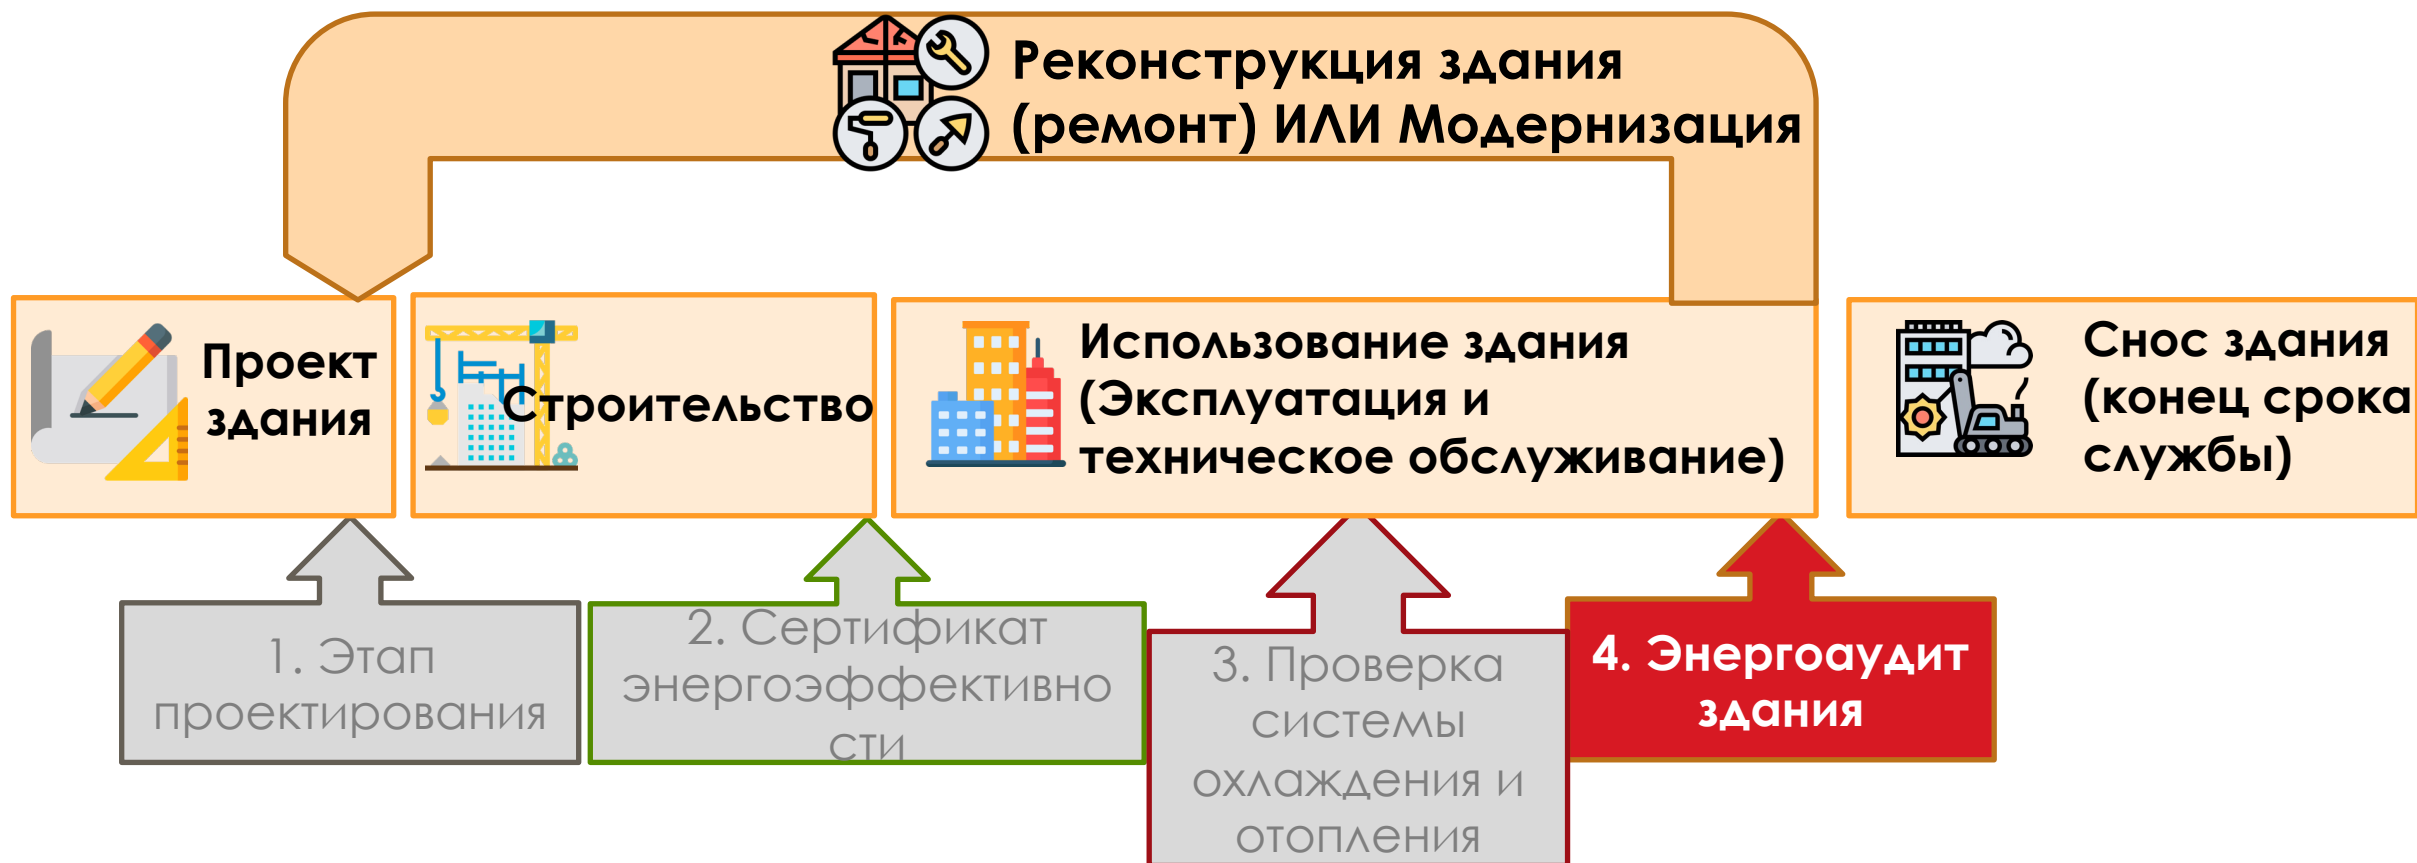 Реконструкция здания
(ремонт) ИЛИ Модернизация
Проект
здания
Строительство
Использование здания
(Эксплуатация и
техническое обслуживание)
Снос здания
(конец срока
службы)
1. Этап
проектирования
2. Сертификат
энергоэффективно
сти
3. Проверка
системы
охлаждения и
отопления
4. Энергоаудит
здания